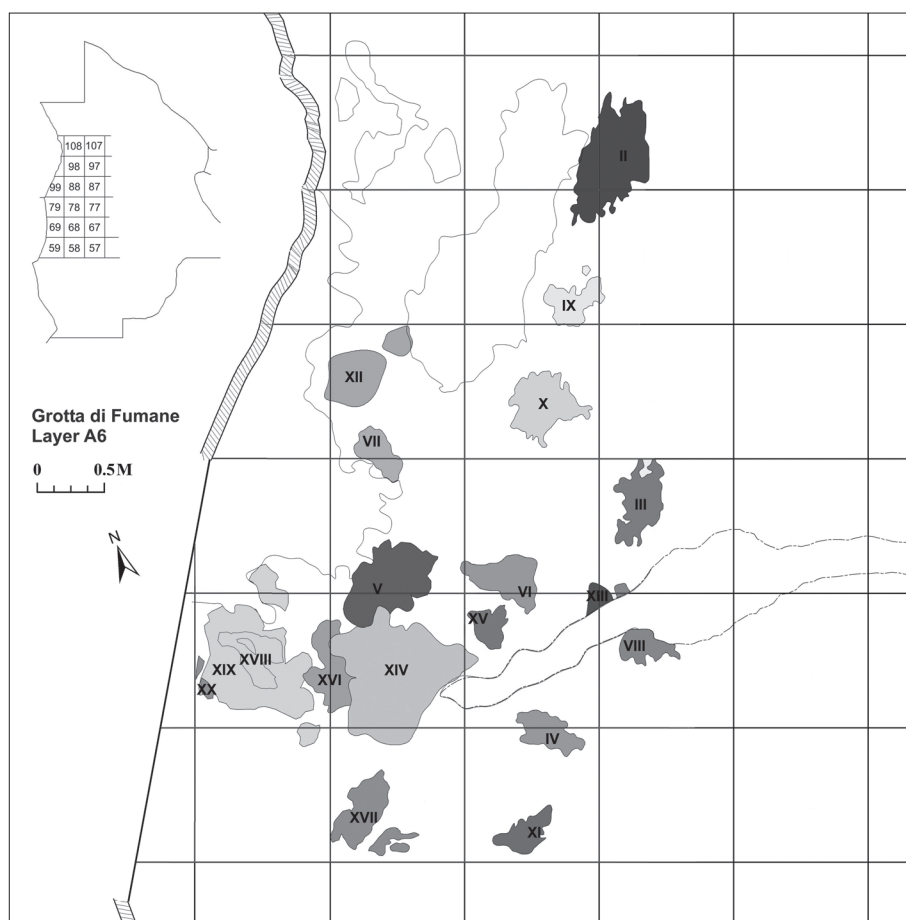 108 107
98 97
99 88 87
79 78 77
69 68 67
59 58 57
Grotta di Fumane
Layer A6
0 0.5M
N
II
IX
XII
X
VII
III
V
VI
XIII
XV
VIII
XVIII
XIX
XVI
XIV
XX
IV
XVII
XI